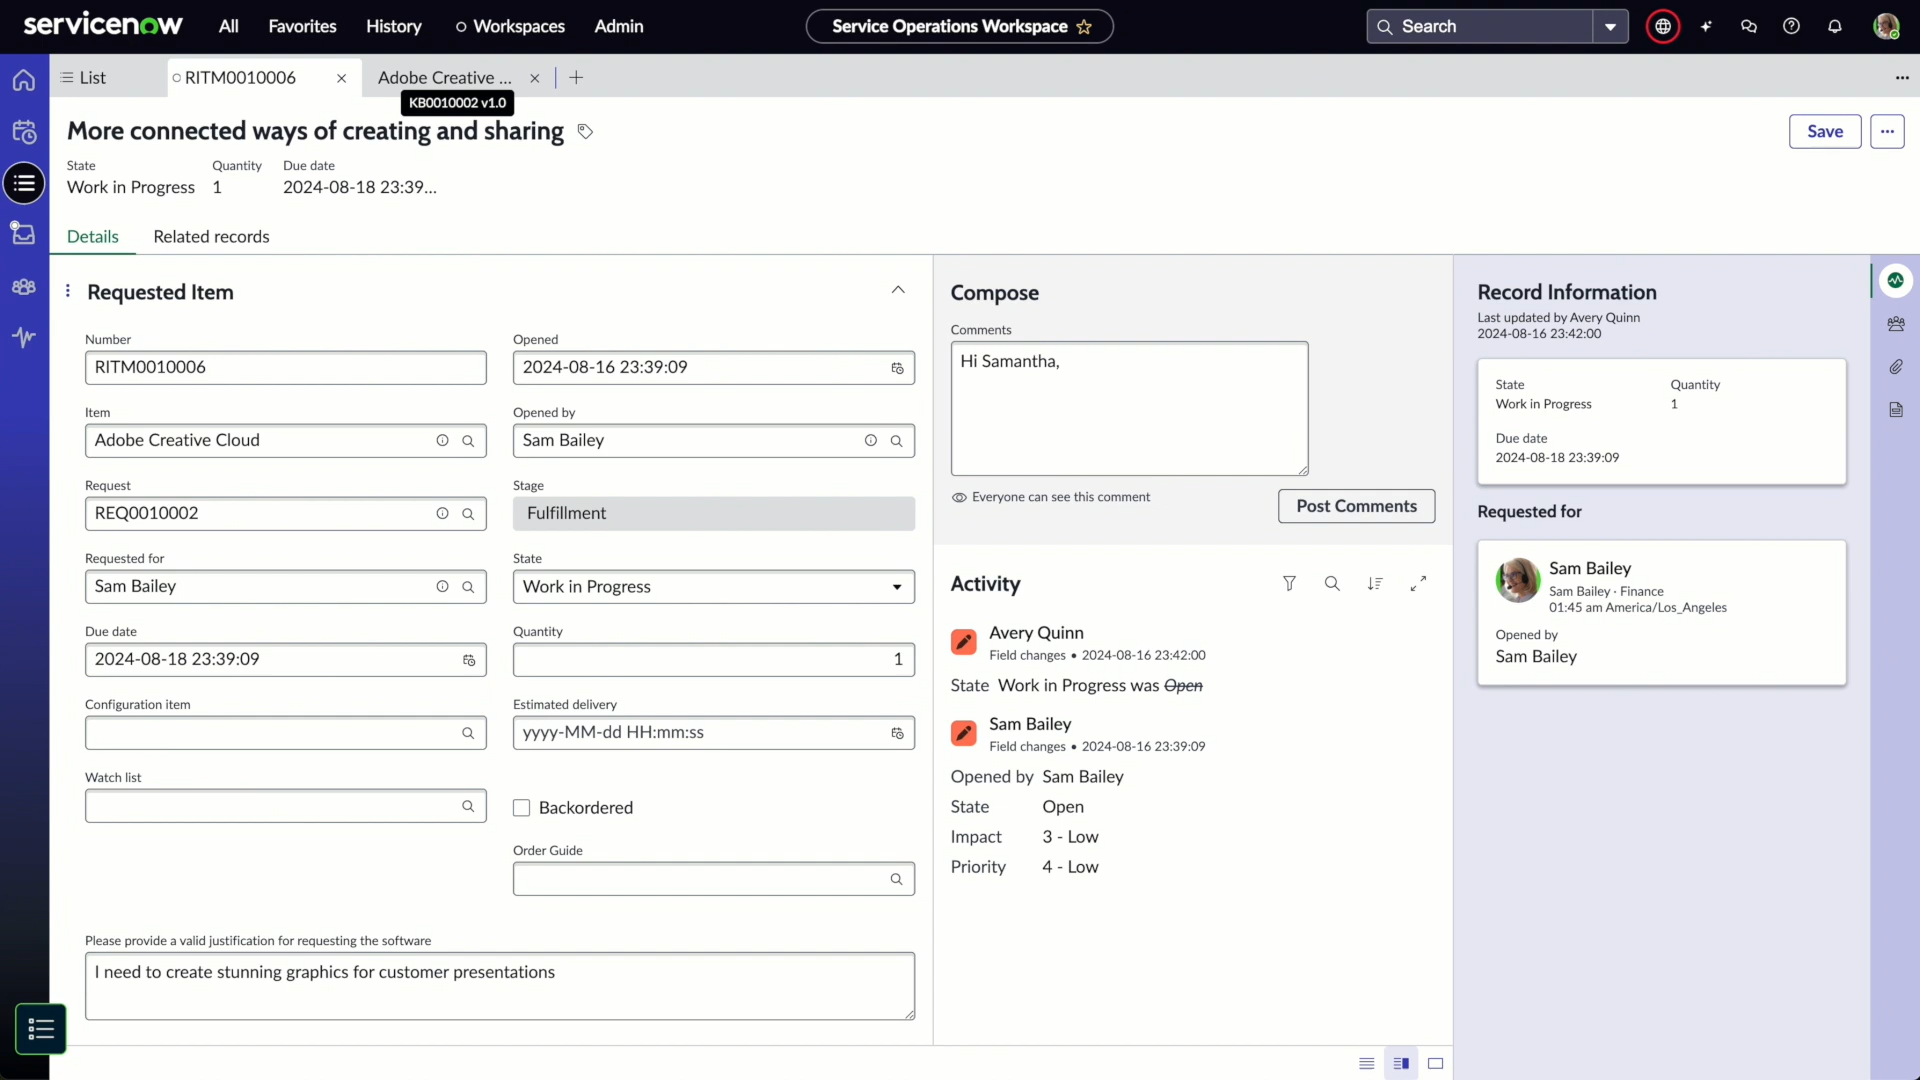 servicenow
All
Favorites
History
Workspaces
Admin
Service Operations Workspace
Search
List
RITM0010006
Adobe Creative ...
KB0010002 v1.0
More connected ways of creating and sharing
Save
State
Quantity
Due date
Work in Progress
1
2024-08-18 23:39...
Details
Related records
Requested Item
Number
RITM0010006
Opened
2024-08-16 23:39:09
Item
Adobe Creative Cloud
Opened by
Sam Bailey
Request
REQ0010002
Stage
Fulfillment
Requested for
Sam Bailey
State
Work in Progress
Due date
2024-08-18 23:39:09
Quantity
1
Configuration item
Estimated delivery
yyyy-MM-dd HH:mm:ss
Watch list
Backordered
Order Guide
Please provide a valid justification for requesting the software
I need to create stunning graphics for customer presentations
Compose
Comments
Hi Samantha,
Everyone can see this comment
Post Comments
Activity
Avery Quinn
Field changes • 2024-08-16 23:42:00
State Work in Progress was Open
Sam Bailey
Field changes • 2024-08-16 23:39:09
Opened by Sam Bailey
State Open
Impact 3 - Low
Priority 4 - Low
Record Information
Last updated by Avery Quinn
2024-08-16 23:42:00
State
Quantity
Work in Progress
1
Due date
2024-08-18 23:39:09
Requested for
Sam Bailey
Sam Bailey · Finance
01:45 am America/Los_Angeles
Opened by
Sam Bailey